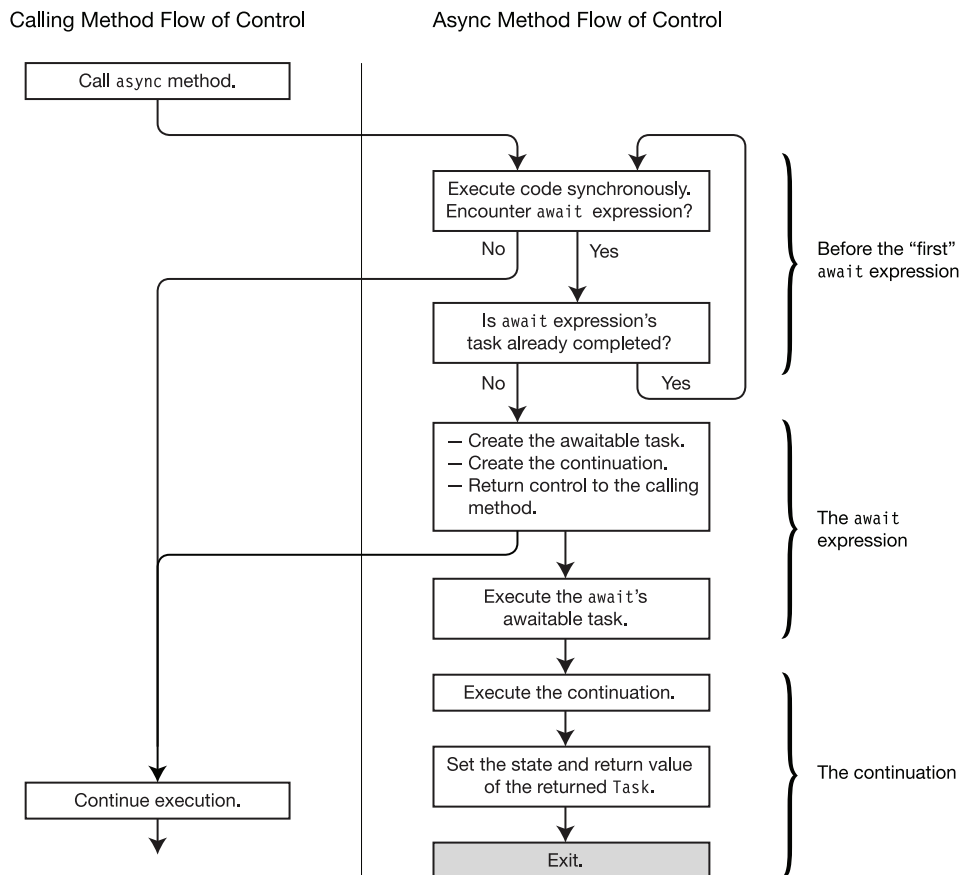 Calling Method Flow of Control
Async Method Flow of Control
Call async method.
Execute code synchronously.
Encounter await expression?
No
Yes
Before the “first”
await expression
Is await expression’s
task already completed?
No
Yes
— Create the awaitable task.
— Create the continuation.
— Return control to the calling
method.
The await
expression
Execute the await’s
awaitable task.
Execute the continuation.
Set the state and return value
of the returned Task.
The continuation
Continue execution.
Exit.